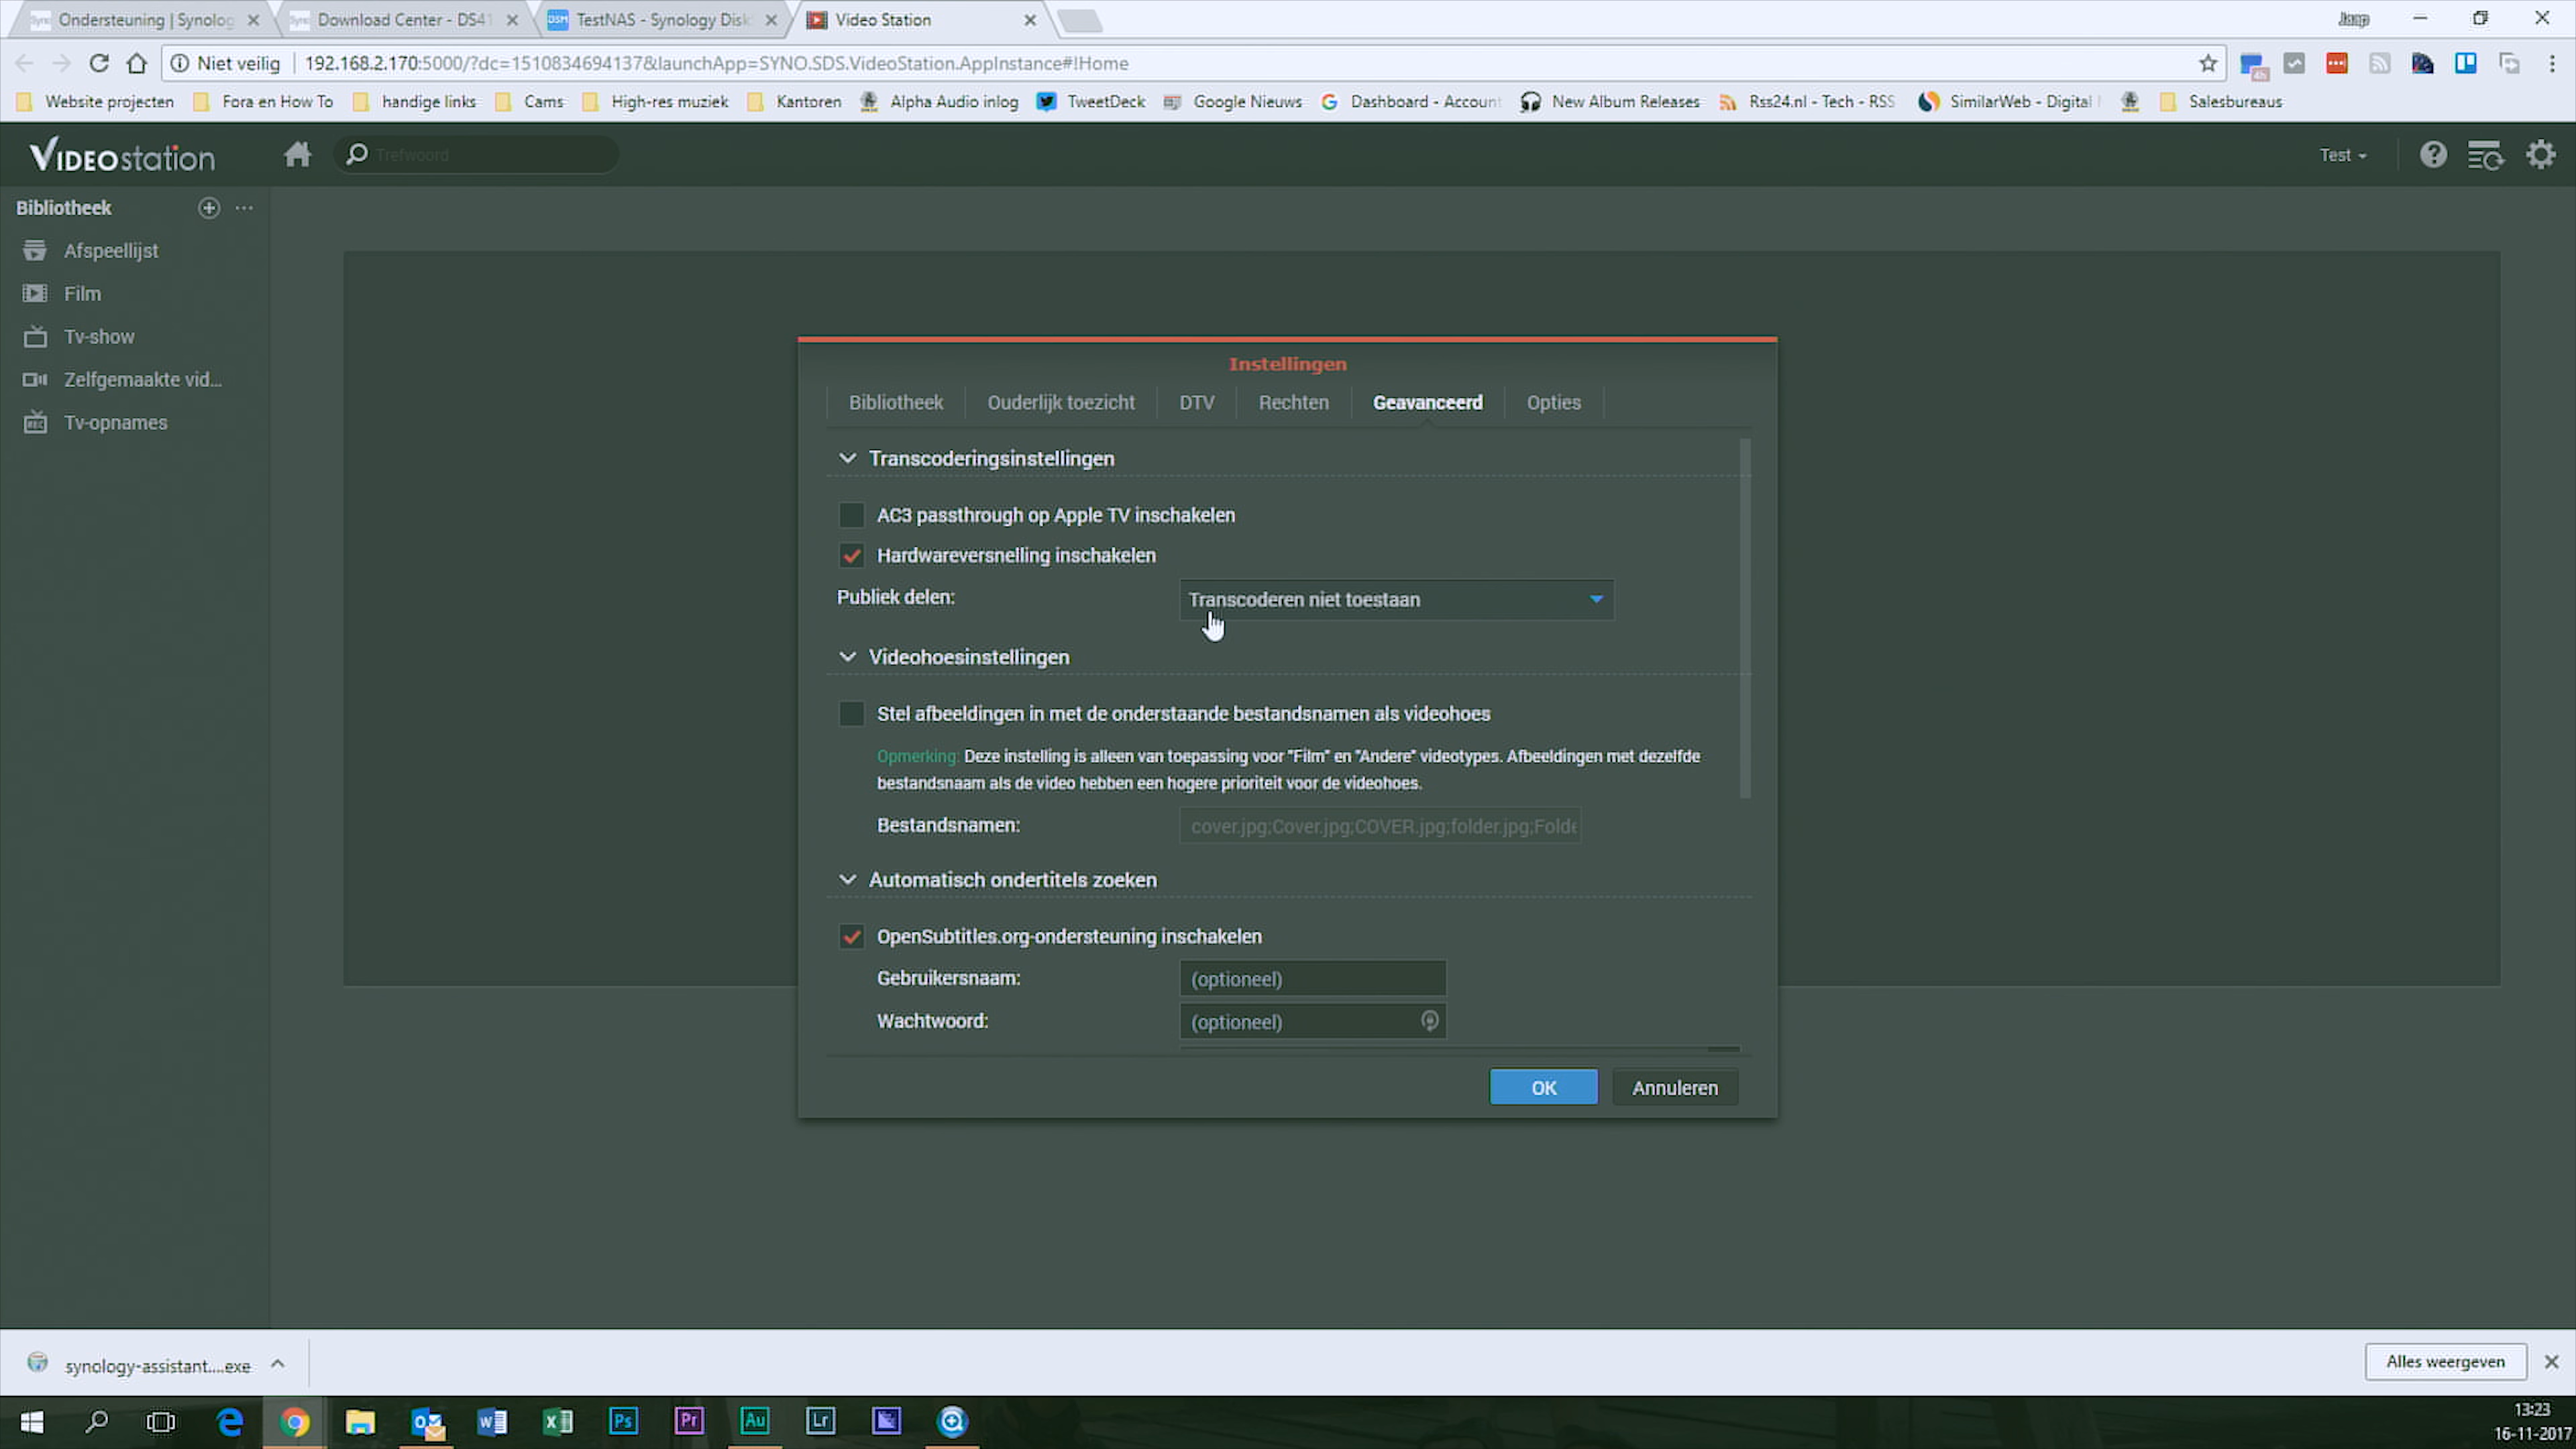 Ondersteuning | Synolog
Download Center - DS41
TestNAS - Synology Disk
Video Station
Jaap
Niet veilig
192.168.2.170:5000/?dc=1510834694137&launchApp=SYNO.SDS.VideoStation.AppInstance#!Home
4h
Website projecten
Fora en How To
handige links
Cams
High-res muziek
Kantoren
Alpha Audio inlog
TweetDeck
Google Nieuws
Dashboard - Account
New Album Releases
Rss24.nl - Tech - RSS
SimilarWeb - Digital
Salesbureaus
VIDEOstation
Trefwoord
Test
Bibliotheek
Afspeellijst
Film
Tv-show
Zelfgemaakte vid...
Tv-opnames
Instellingen
Bibliotheek
Ouderlijk toezicht
DTV
Rechten
Geavanceerd
Opties
Transcoderingsinstellingen
AC3 passthrough op Apple TV inschakelen
Hardwareversnelling inschakelen
Publiek delen:
Transcoderen niet toestaan
Videohoesinstellingen
Stel afbeeldingen in met de onderstaande bestandsnamen als videohoes
Opmerking: Deze instelling is alleen van toepassing voor "Film" en "Andere" videotypes. Afbeeldingen met dezelfde
bestandsnaam als de video hebben een hogere prioriteit voor de videohoes.
Bestandsnamen:
cover.jpg;Cover.jpg;COVER.jpg;folder.jpg;Folde
Automatisch ondertitels zoeken
OpenSubtitles.org-ondersteuning inschakelen
Gebruikersnaam:
(optioneel)
Wachtwoord:
(optioneel)
OK
Annuleren
synology-assistant....exe
Alles weergeven
Ps
Pr
Au
Lr
13:23
16-11-2017